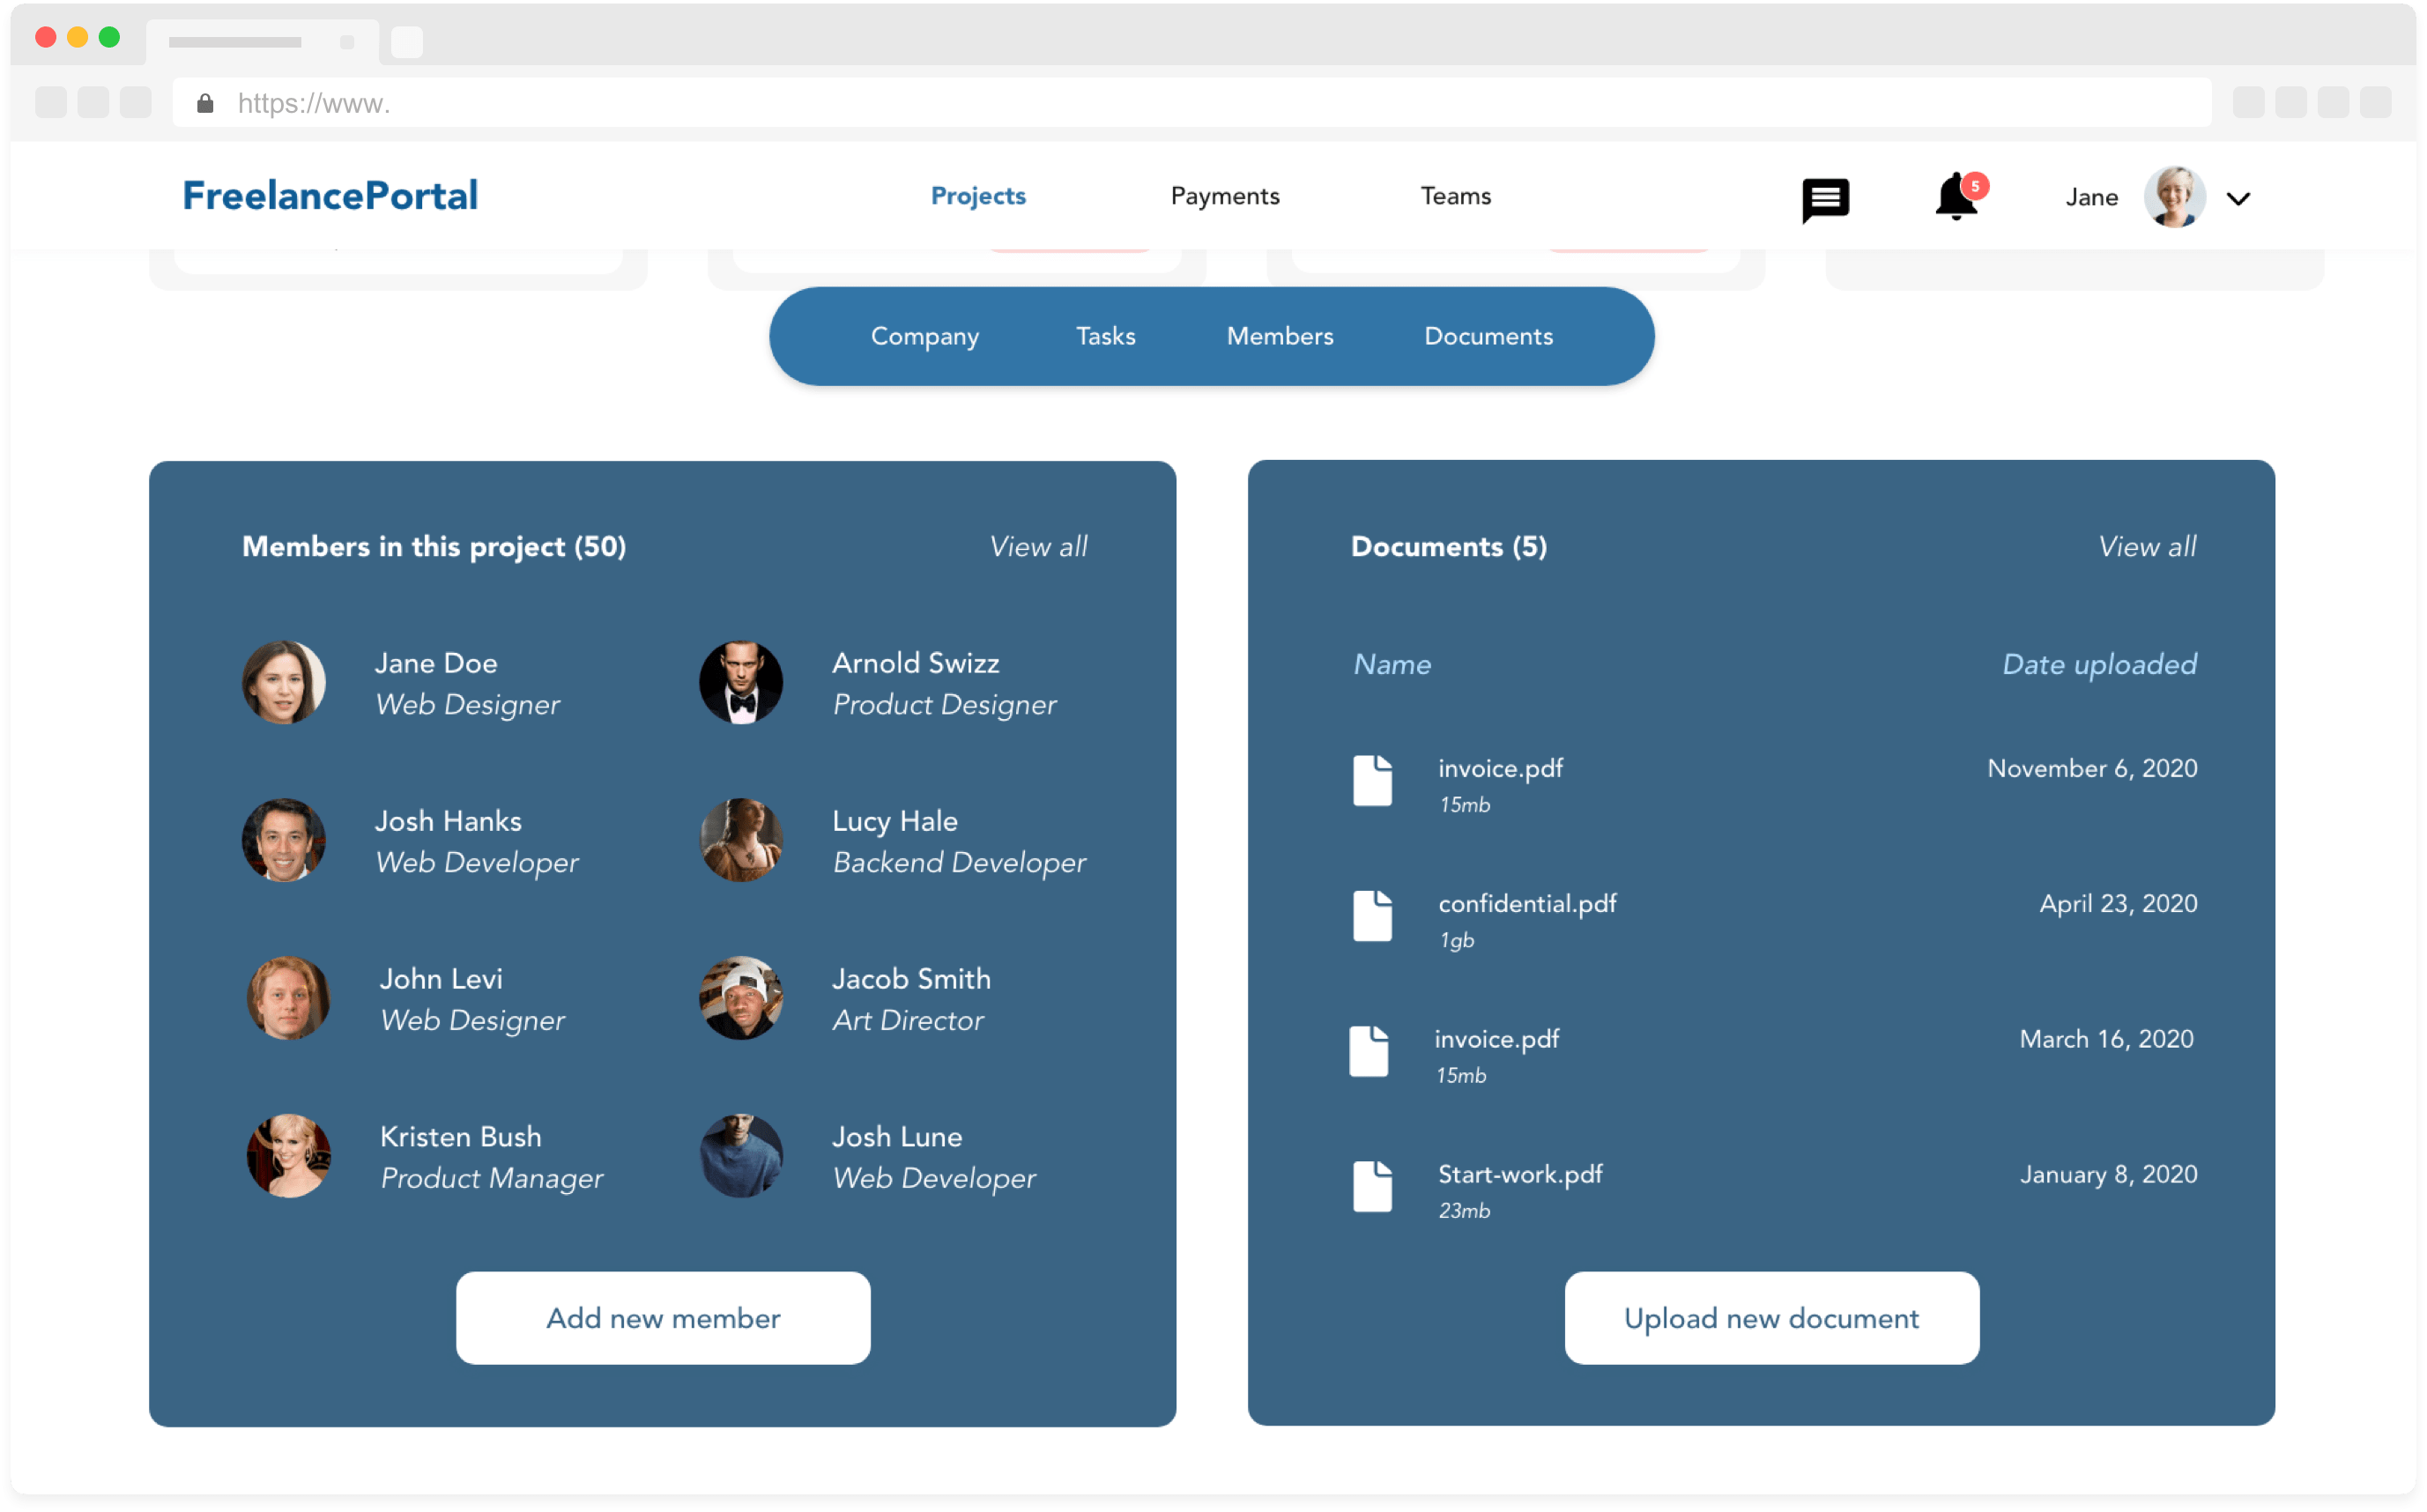 https://www.
FreelancePortal
Projects
Payments
Teams
5
Jane
Company
Tasks
Members
Documents
Members in this project (50)
View all
Jane Doe
Web Designer
Arnold Swizz
Product Designer
Josh Hanks
Web Developer
Lucy Hale
Backend Developer
John Levi
Web Designer
Jacob Smith
Art Director
Kristen Bush
Product Manager
Josh Lune
Web Developer
Add new member
Documents (5)
View all
Name
Date uploaded
invoice.pdf
November 6, 2020
15mb
confidential.pdf
April 23, 2020
1gb
invoice.pdf
March 16, 2020
15mb
Start-work.pdf
January 8, 2020
23mb
Upload new document